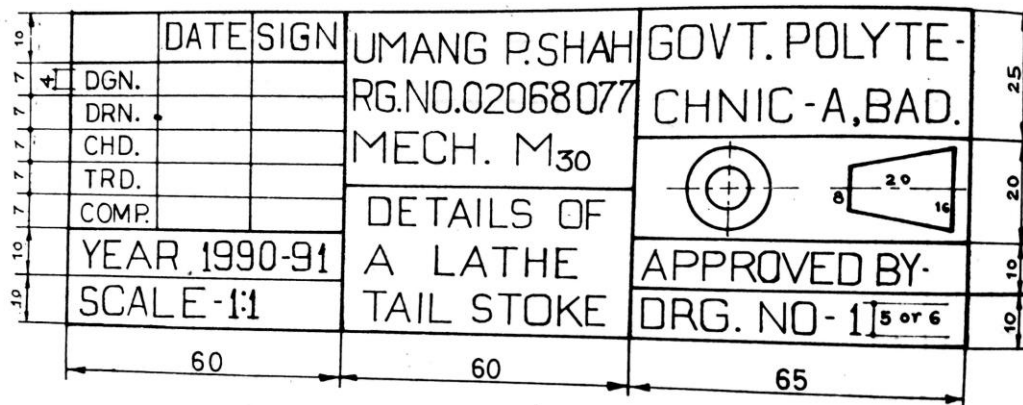 DATE SIGN
DGN.
DRN.
CHD.
TRD.
COMP.
YEAR 1990-91
SCALE-1:1
UMANG P.SHAH
RG.NO.02068077
MECH. M30
DETAILS OF
A LATHE
TAIL STOKE
GOVT. POLYTE-
CHNIC-A,BAD.
8
20
16
APPROVED BY-
DRG. NO-1 5 or 6
10
7
7
7
7
7
10
10
4
25
20
10
10
60
60
65